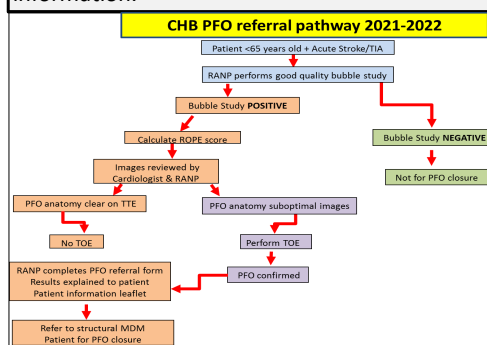 information.
CHB PFO referral pathway 2021-2022
Patient <65 years old + Acute Stroke/TIA
RANP performs good quality bubble study
Bubble Study POSITIVE
Bubble Study NEGATIVE
Calculate ROPE score
Not for PFO closure
Images reviewed by
Cardiologist & RANP
PFO anatomy clear on TTE
PFO anatomy suboptimal images
No TOE
Perform TOE
PFO confirmed
RANP completes PFO referral form
Results explained to patient
Patient information leaflet
Refer to structural MDM
Patient for PFO closure